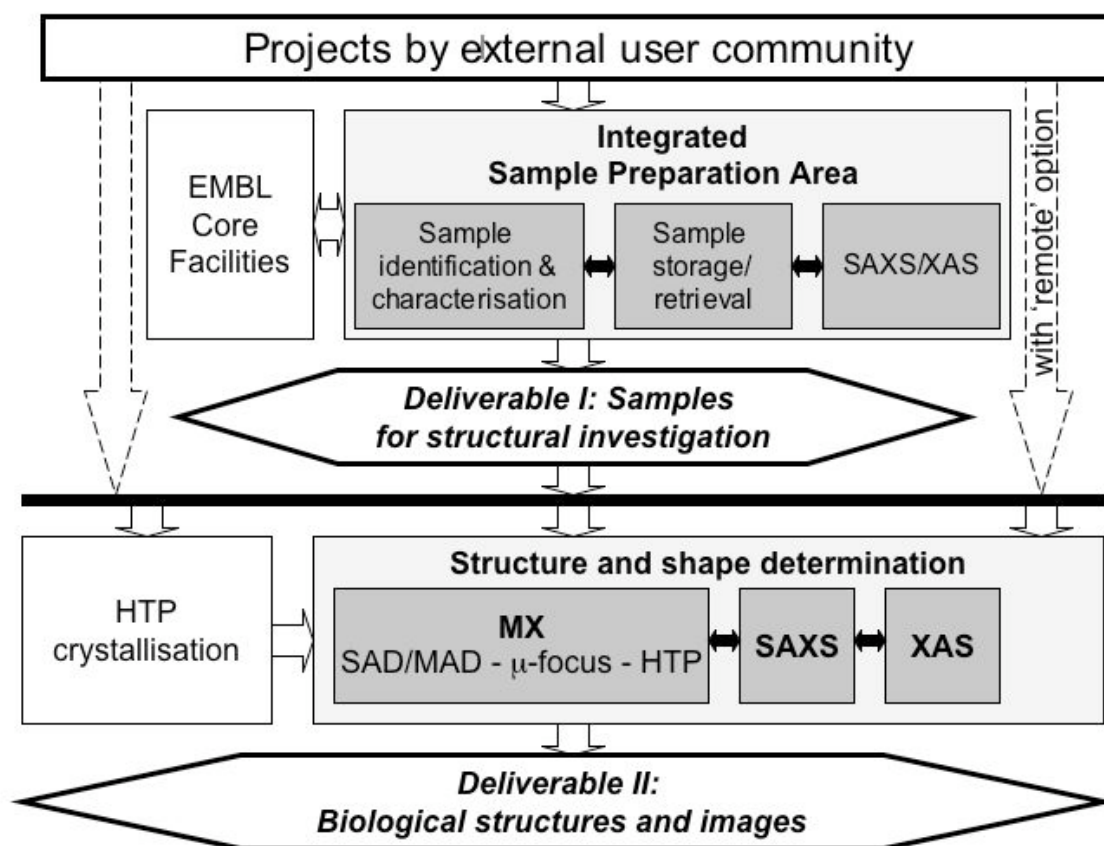 Projects by external user community
EMBL
Core
Facilities
Integrated
Sample Preparation Area
Sample
identification &
characterisation
Sample
storage/
retrieval
SAXS/XAS
with ‘remote’ option
Deliverable I: Samples
for structural investigation
HTP
crystallisation
Structure and shape determination
MX
SAD/MAD - μ-focus - HTP
SAXS
XAS
Deliverable II:
Biological structures and images